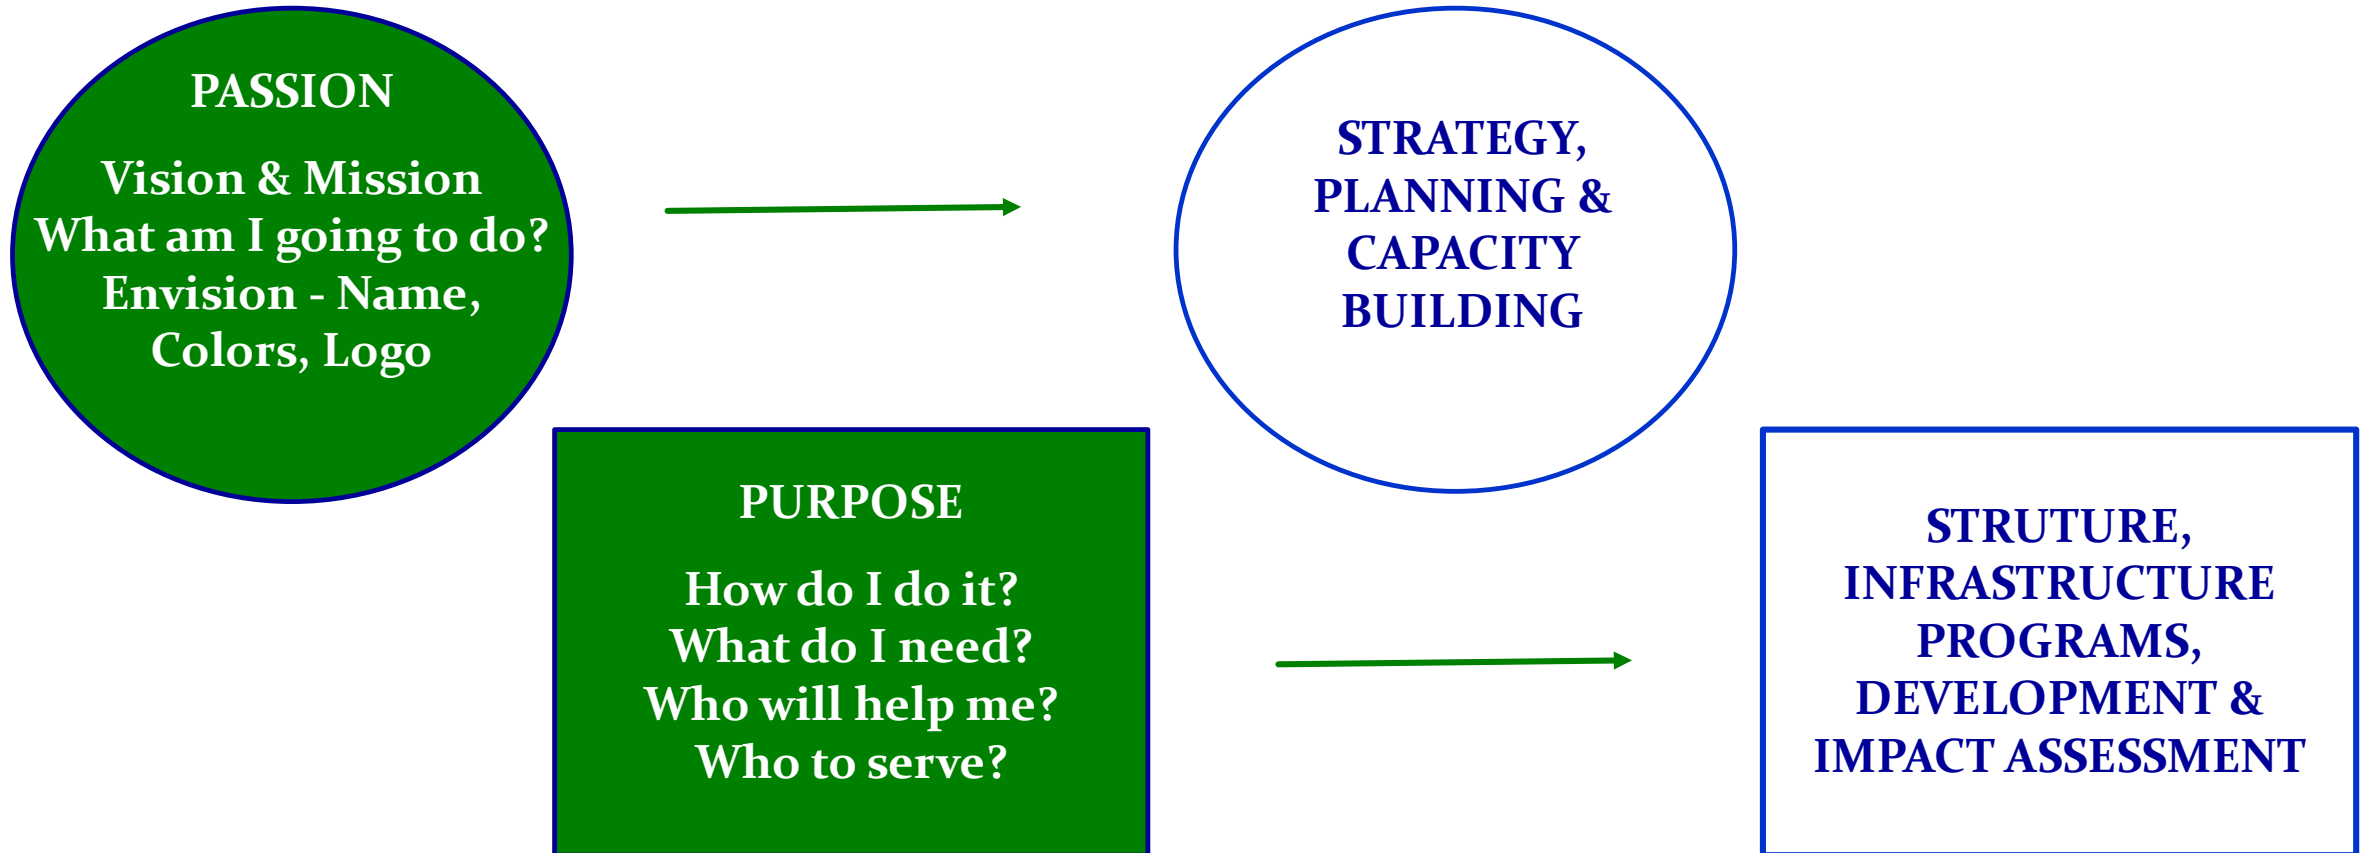 PASSION
Vision & Mission
What am I going to do?
Envision - Name,
Colors, Logo
STRATEGY,
PLANNING &
CAPACITY
BUILDING
PURPOSE
How do I do it?
What do I need?
Who will help me?
Who to serve?
STRUTURE,
INFRASTRUCTURE
PROGRAMS,
DEVELOPMENT &
IMPACT ASSESSMENT